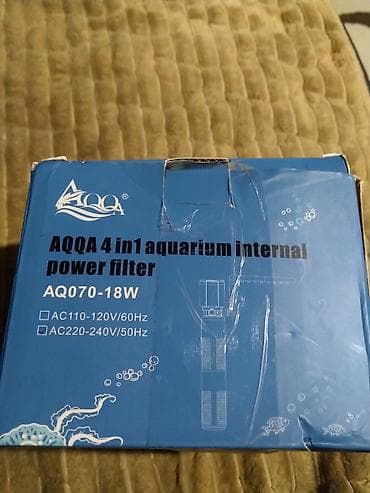 AQQA®
AQQA 4 in1 aquarium internal
power filter
AQ070-18W
AC110-120V/60Hz
AC220-240V/50Hz